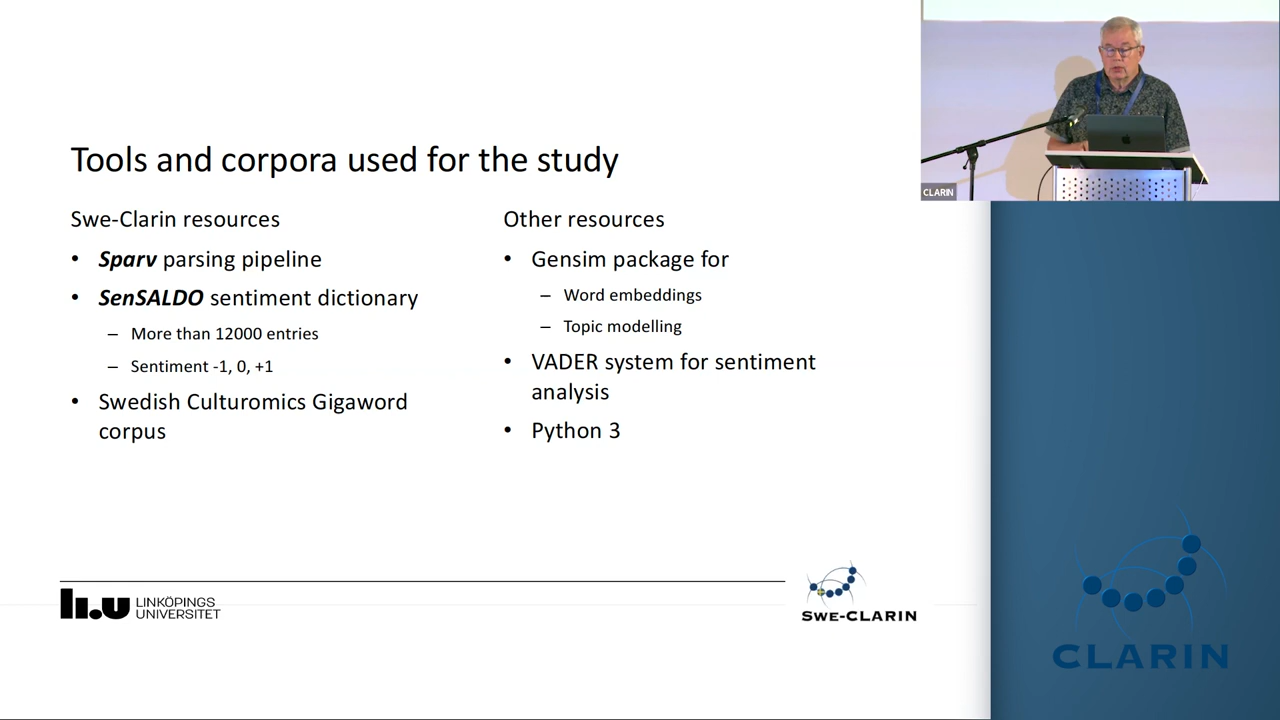 Tools and corpora used for the study
Swe-Clarin resources
• Sparv parsing pipeline
• SenSALDO sentiment dictionary
– More than 12000 entries
– Sentiment -1, 0, +1
• Swedish Culturomics Gigaword
corpus
Other resources
• Gensim package for
– Word embeddings
– Topic modelling
• VADER system for sentiment
analysis
• Python 3
CLARIN
li.u LINKÖPINGS
UNIVERSITET
SWE-CLARIN
CLARIN